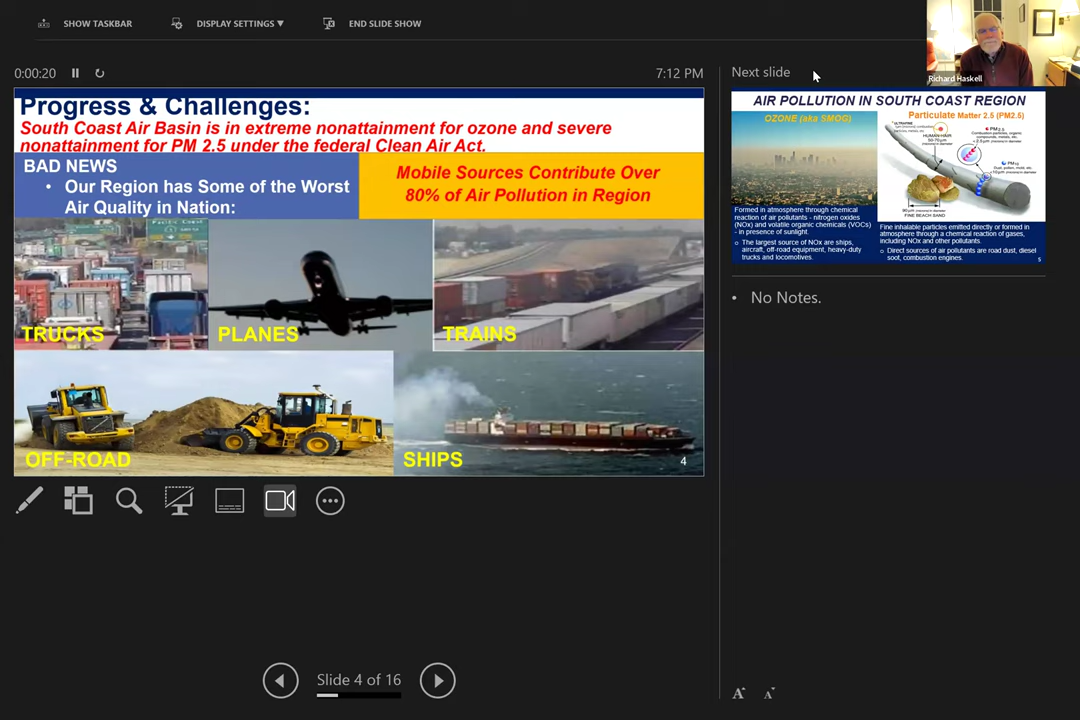 SHOW TASKBAR
DISPLAY SETTINGS ▼
END SLIDE SHOW
0:00:20
7:12 PM
Next slide
Richard Haskell
Progress & Challenges:
South Coast Air Basin is in extreme nonattainment for ozone and severe
nonattainment for PM 2.5 under the federal Clean Air Act.
BAD NEWS
• Our Region has Some of the Worst
Air Quality in Nation:
Mobile Sources Contribute Over
80% of Air Pollution in Region
TRUCKS
PLANES
TRAINS
OFF-ROAD
SHIPS
4
AIR POLLUTION IN SOUTH COAST REGION
OZONE (aka SMOG)
Formed in atmosphere through chemical
reaction of air pollutants - nitrogen oxides
(NOx) and volatile organic chemicals (VOCs)
- in presence of sunlight.
o The largest source of NOx are ships,
aircraft, off-road equipment, heavy-duty
trucks and locomotives.
Particulate Matter 2.5 (PM2.5)
HUMAN HAIR
PM2.5
FINE BEACH SAND
Fine inhalable particles emitted directly or formed in
atmosphere through a chemical reaction of gases,
including NOx and other pollutants.
o Direct sources of air pollutants are road dust, diesel
soot, combustion engines.
5
• No Notes.
Slide 4 of 16
A
A